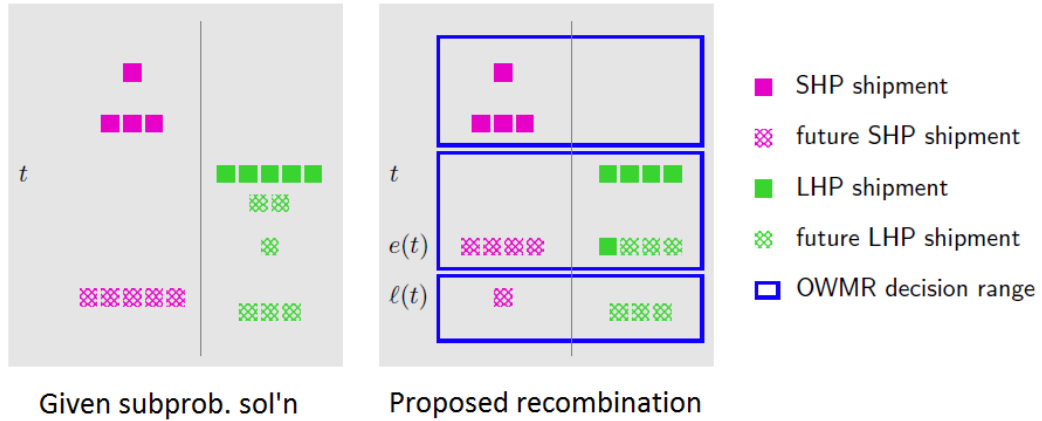 SHP shipment
t
t
future SHP shipment
LHP shipment
e(t)
future LHP shipment
ℓ(t)
OWMR decision range
Given subprob. sol'n
Proposed recombination